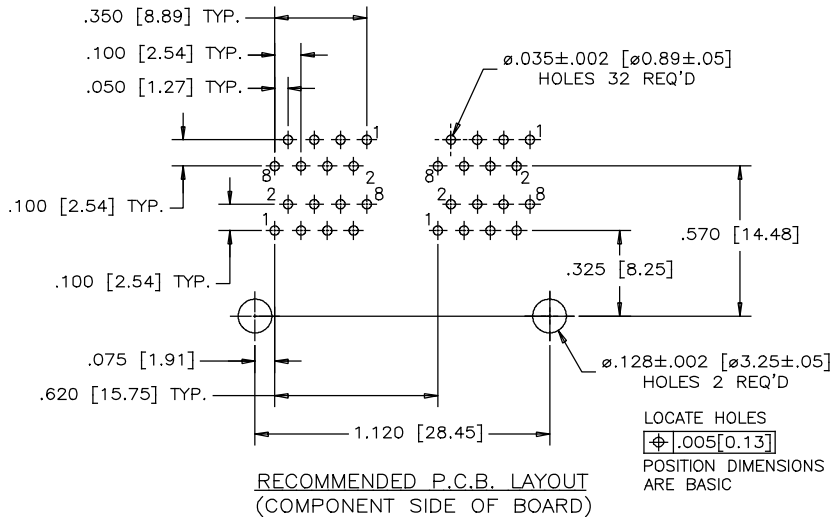 .350 [8.89] TYP.
.100 [2.54] TYP.
.050 [1.27] TYP.
ø.035±.002 [ø0.89±.05]
HOLES 32 REQ'D
1
1
8
2
8
2
2
8
2
8
1
1
.100 [2.54] TYP.
.570 [14.48]
.325 [8.25]
.100 [2.54] TYP.
.075 [1.91]
.620 [15.75] TYP.
ø.128±.002 [ø3.25±.05]
HOLES 2 REQ'D
1.120 [28.45]
LOCATE HOLES
⌖ .005[0.13]
POSITION DIMENSIONS
ARE BASIC
RECOMMENDED P.C.B. LAYOUT
(COMPONENT SIDE OF BOARD)